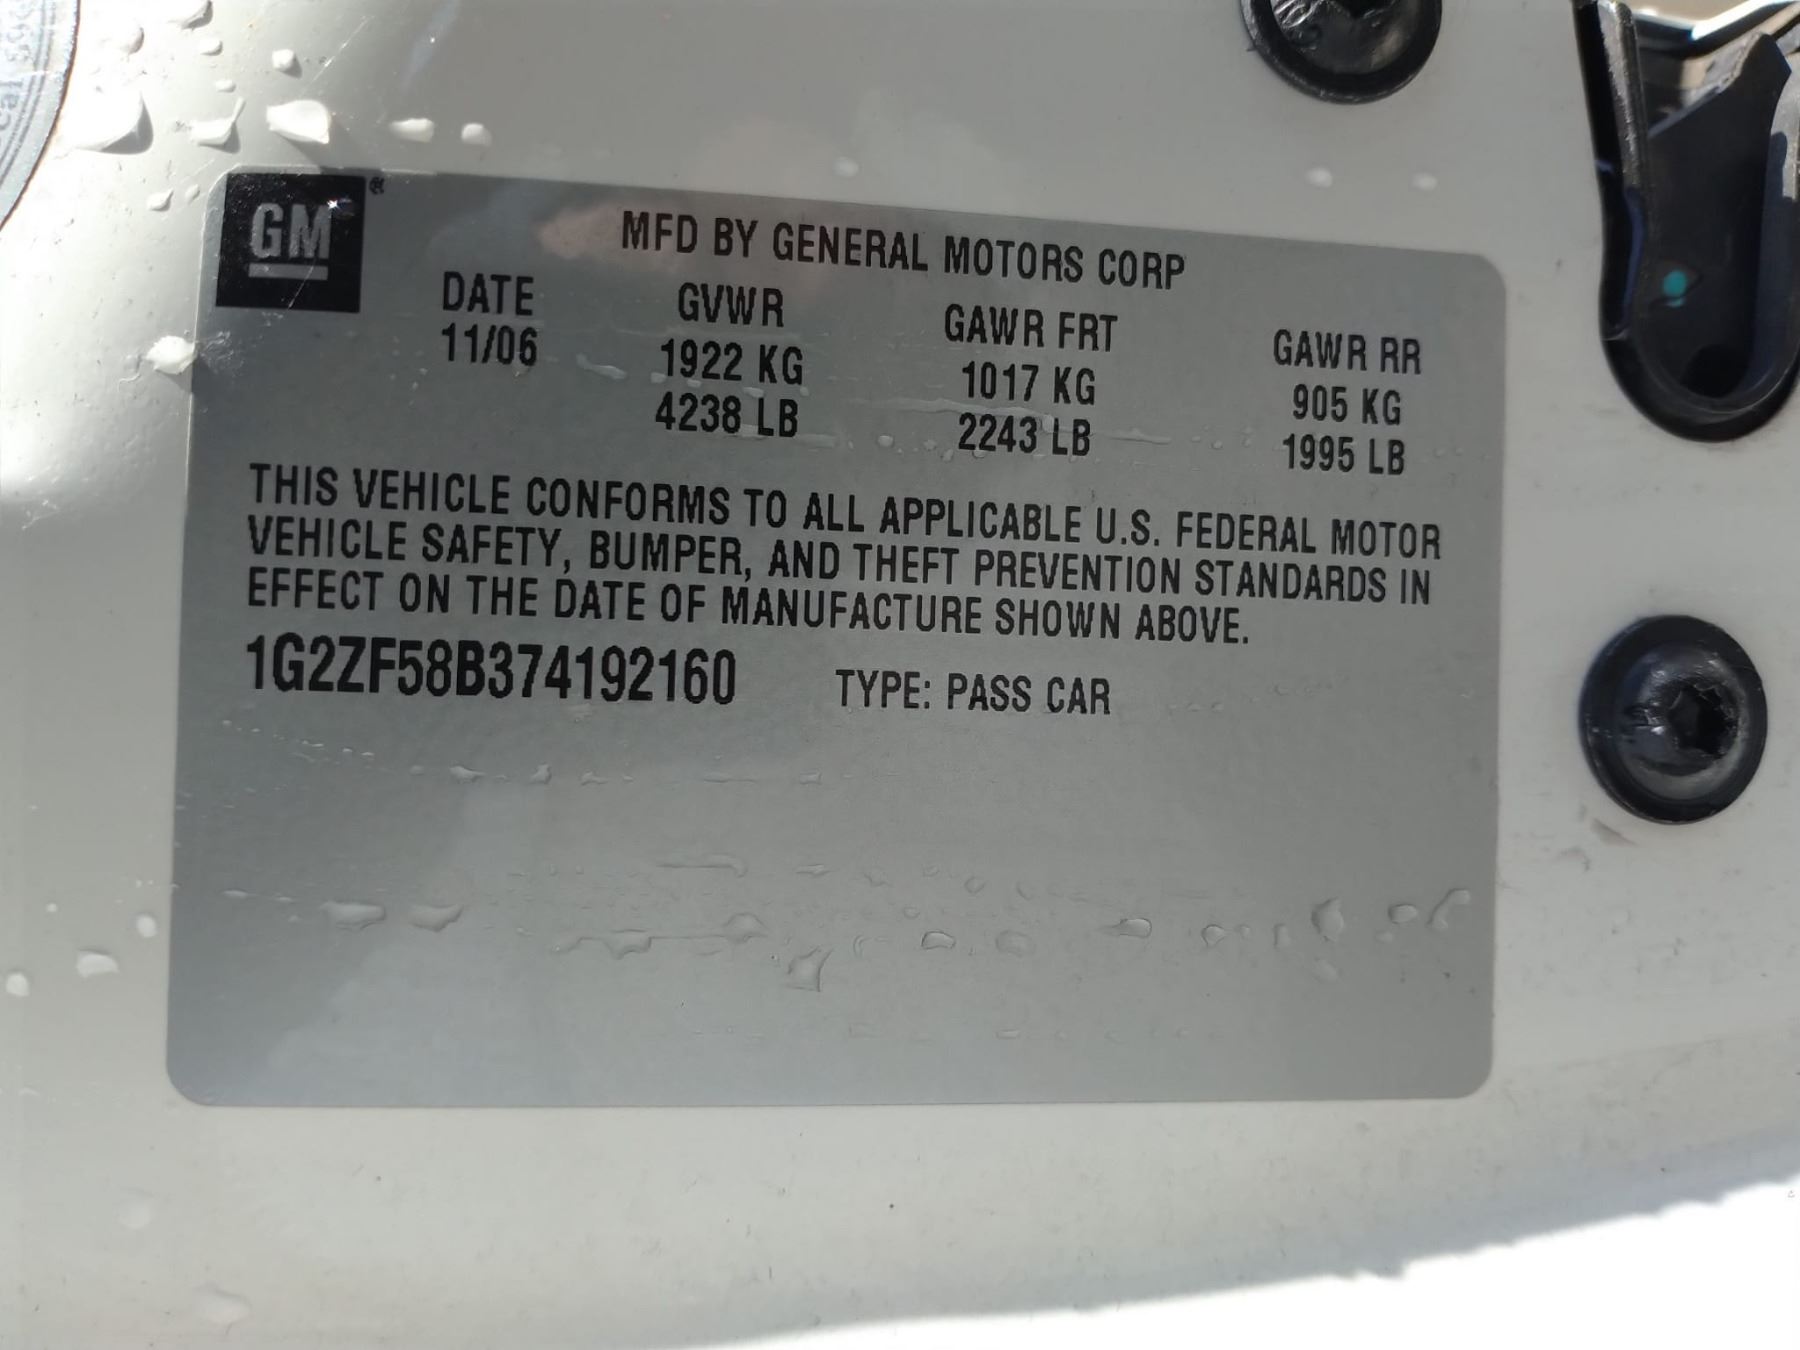 GM®
MFD BY GENERAL MOTORS CORP
DATE GVWR GAWR FRT GAWR RR
11/06 1922 KG 1017 KG 905 KG
4238 LB 2243 LB 1995 LB
THIS VEHICLE CONFORMS TO ALL APPLICABLE U.S. FEDERAL MOTOR
VEHICLE SAFETY, BUMPER, AND THEFT PREVENTION STANDARDS IN
EFFECT ON THE DATE OF MANUFACTURE SHOWN ABOVE.
1G2ZF58B374192160 TYPE: PASS CAR